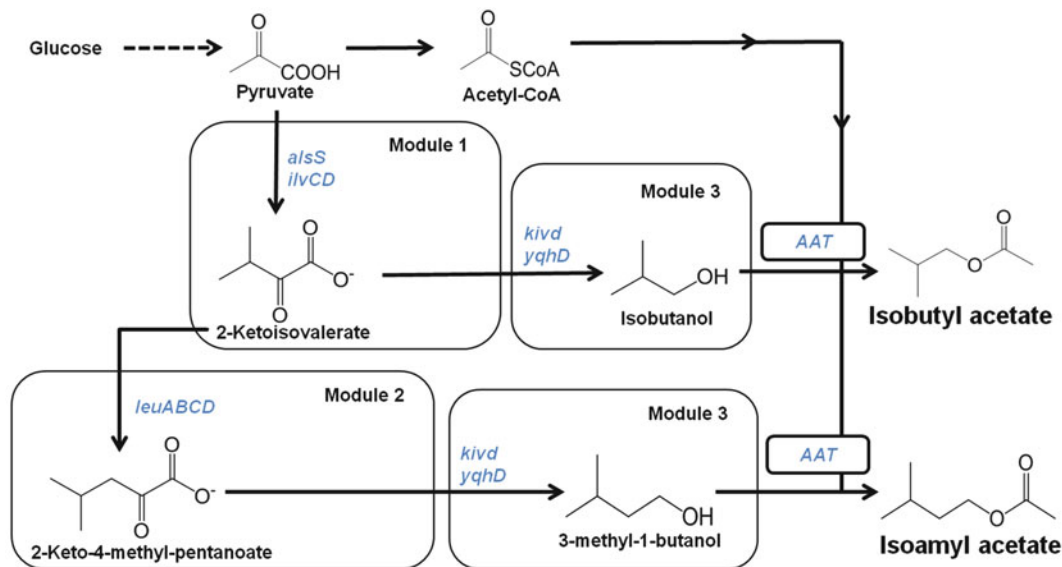 Glucose
O
COOH
Pyruvate
O
SCoA
Acetyl-CoA
Module 1
alsS
ilvCD
O
O-
O
2-Ketoisovalerate
Module 3
kivd
yqhD
OH
Isobutanol
AAT
O
O
Isobutyl acetate
Module 2
leuABCD
O
O-
O
2-Keto-4-methyl-pentanoate
Module 3
kivd
yqhD
OH
3-methyl-1-butanol
AAT
O
O
Isoamyl acetate